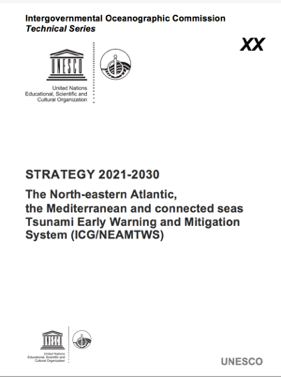 Intergovernmental Oceanographic Commission
Technical Series
XX
UNESCO
United Nations
Educational, Scientific and
Cultural Organization
STRATEGY 2021-2030
The North-eastern Atlantic,
the Mediterranean and connected seas
Tsunami Early Warning and Mitigation
System (ICG/NEAMTWS)
United Nations
Educational, Scientific and
Cultural Organization
UNESCO